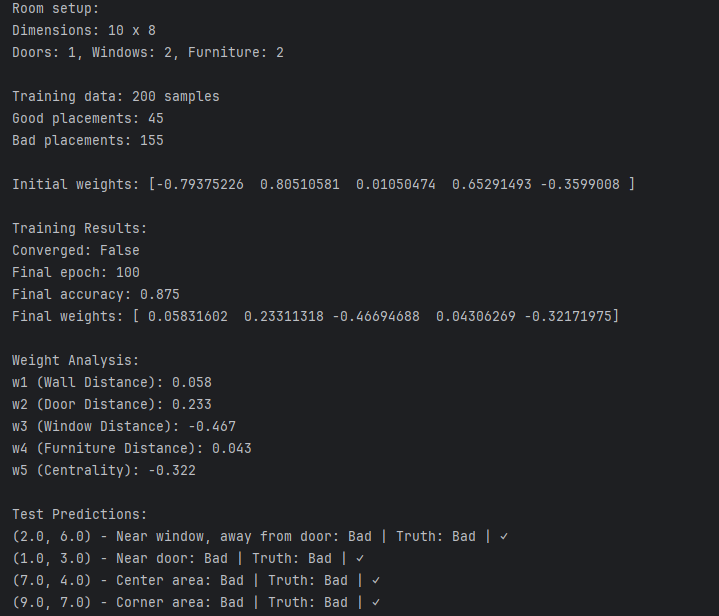 Room setup:
Dimensions: 10 x 8
Doors: 1, Windows: 2, Furniture: 2
Training data: 200 samples
Good placements: 45
Bad placements: 155
Initial weights: [-0.79375226  0.80510581  0.01050474  0.65291493 -0.3599008 ]
Training Results:
Converged: False
Final epoch: 100
Final accuracy: 0.875
Final weights: [ 0.05831602  0.23311318 -0.46694688  0.04306269 -0.32171975]
Weight Analysis:
w1 (Wall Distance): 0.058
w2 (Door Distance): 0.233
w3 (Window Distance): -0.467
w4 (Furniture Distance): 0.043
w5 (Centrality): -0.322
Test Predictions:
(2.0, 6.0) - Near window, away from door: Bad | Truth: Bad | ✓
(1.0, 3.0) - Near door: Bad | Truth: Bad | ✓
(7.0, 4.0) - Center area: Bad | Truth: Bad | ✓
(9.0, 7.0) - Corner area: Bad | Truth: Bad | ✓